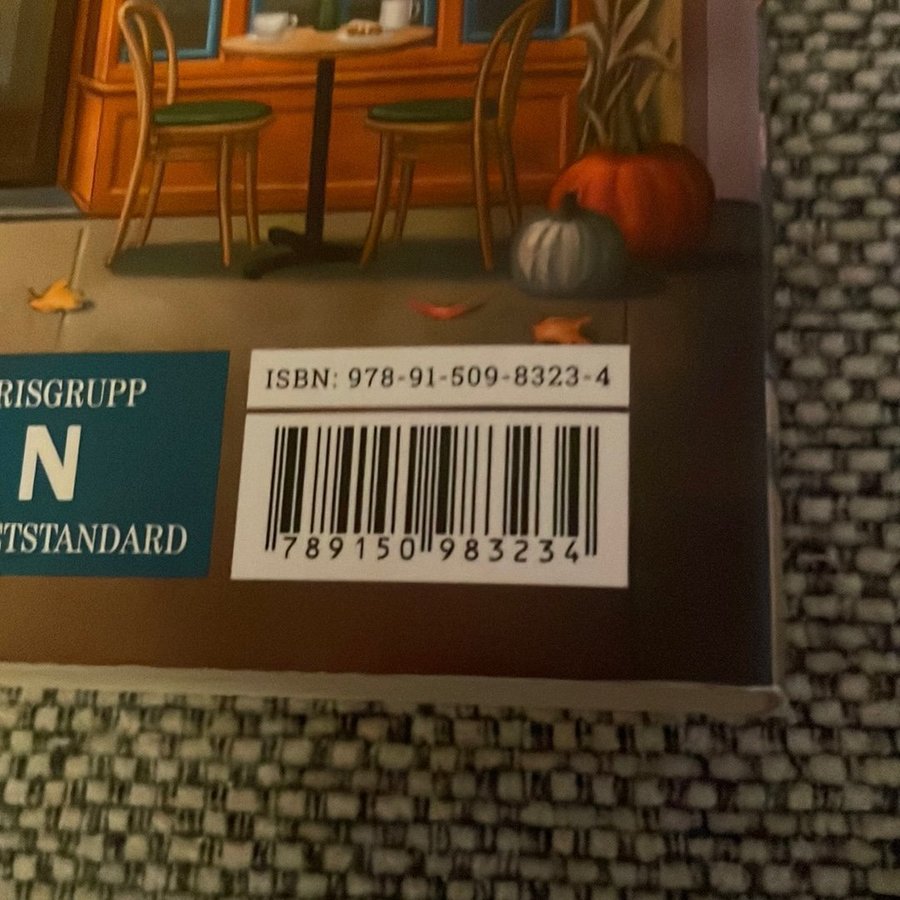 RISGRUPP
N
TSTANDARD
ISBN: 978-91-509-8323-4
789150 983234